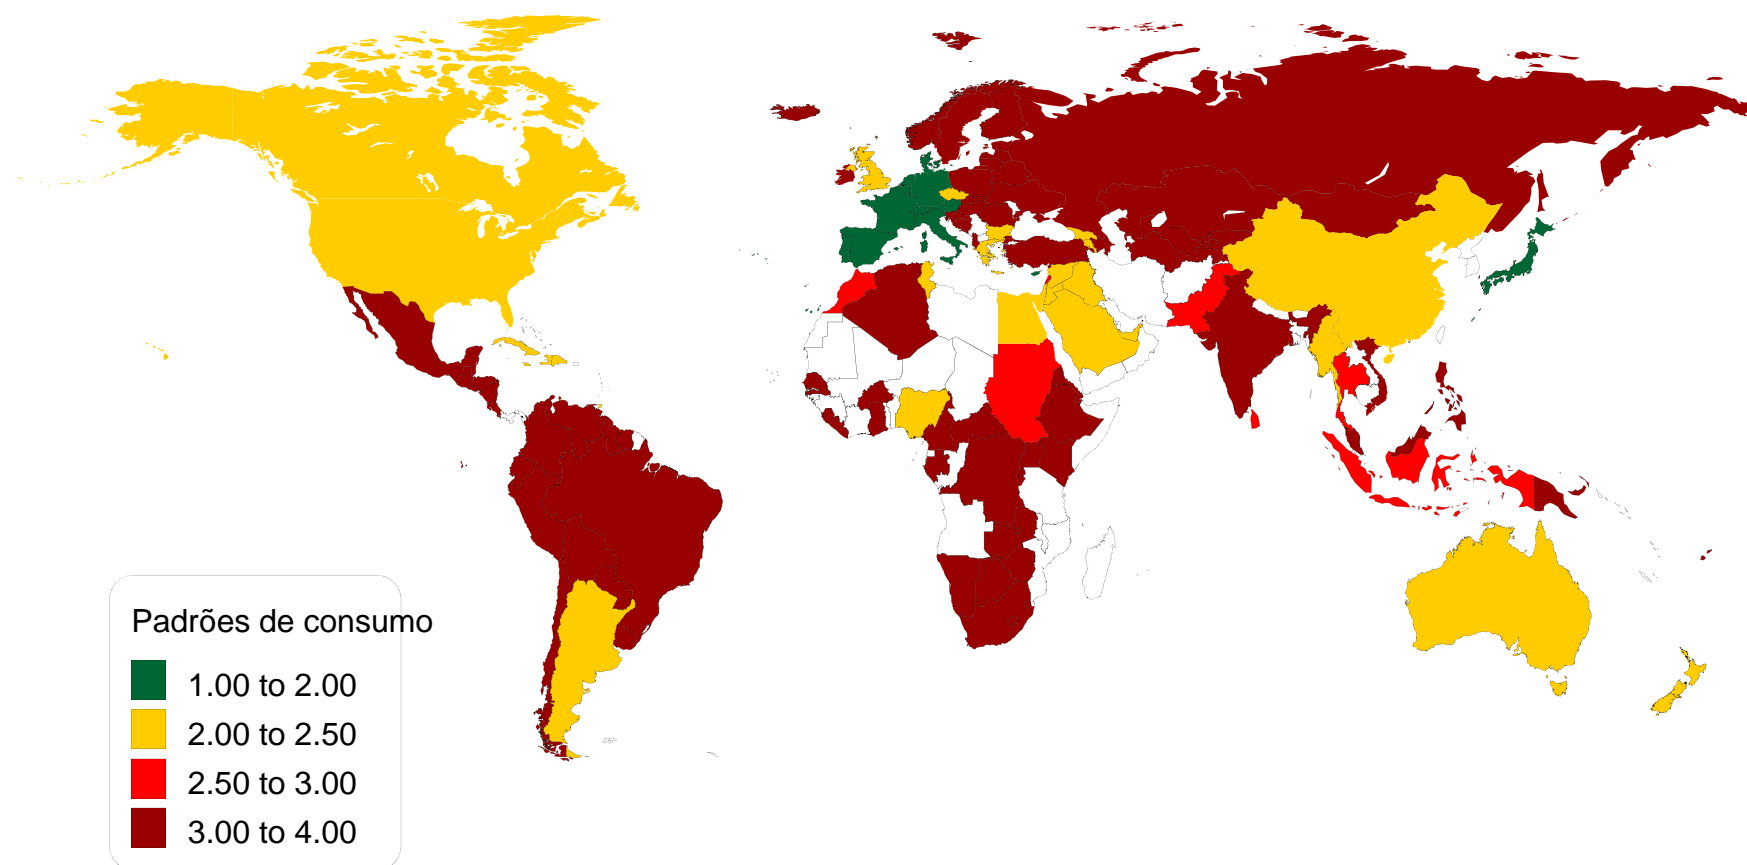 Padrões de consumo
1.00 to 2.00
2.00 to 2.50
2.50 to 3.00
3.00 to 4.00